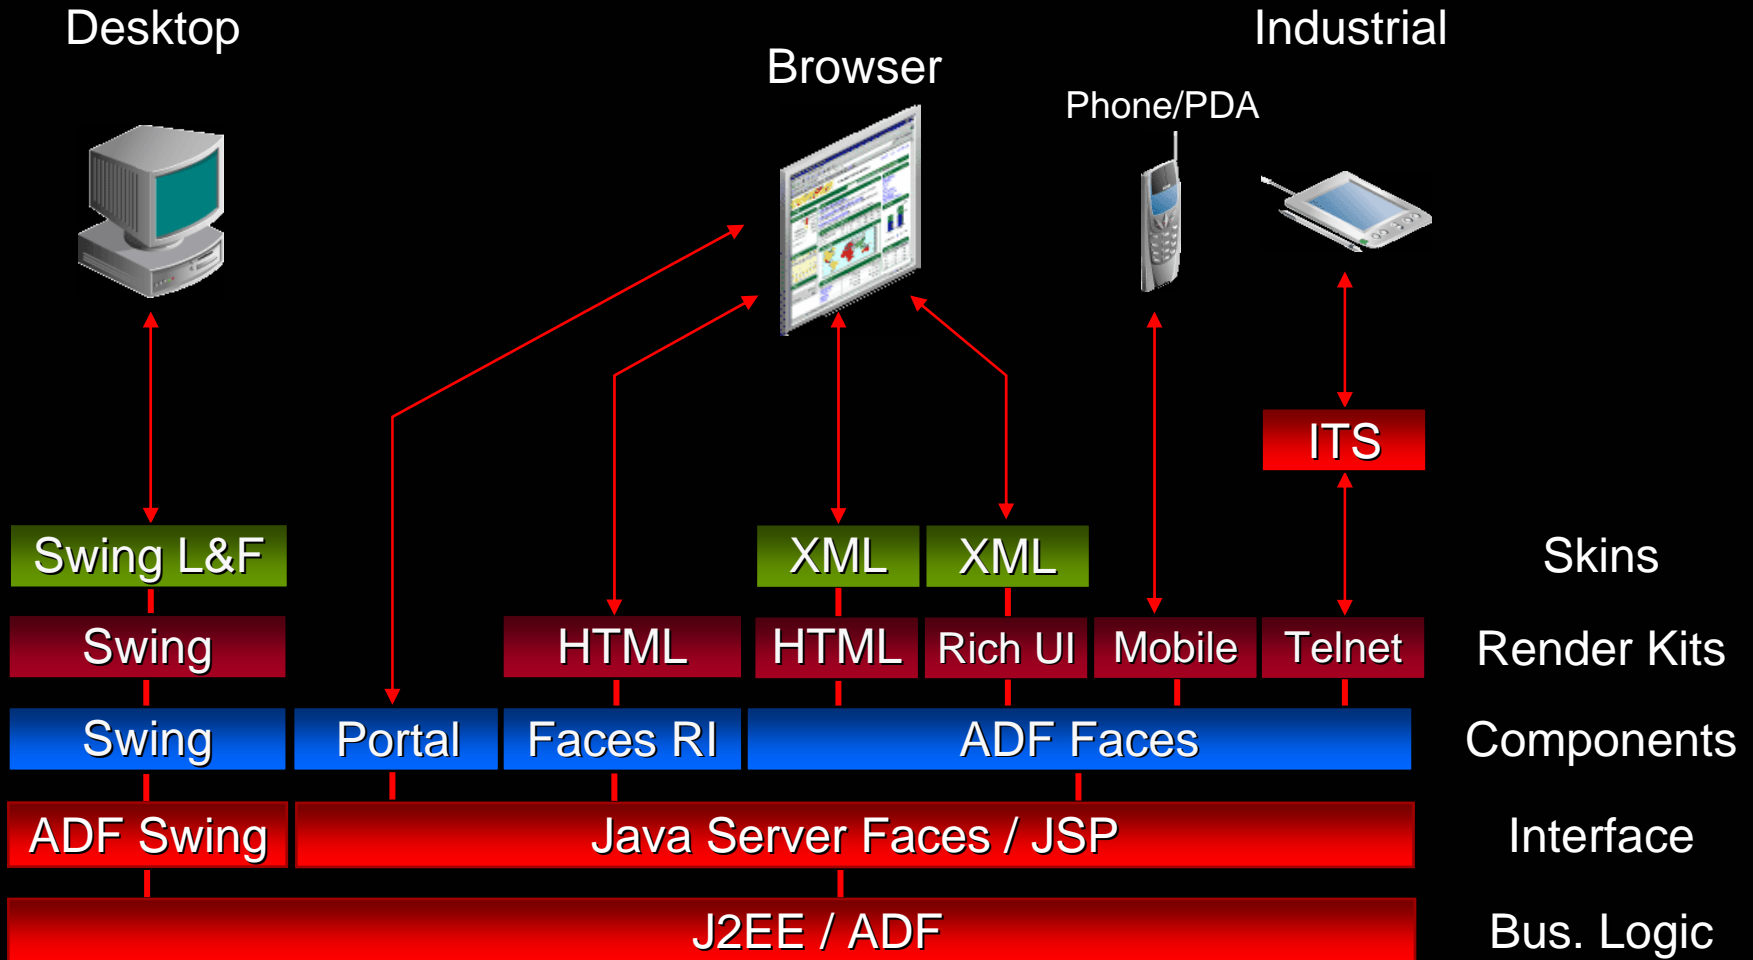 Desktop
Industrial
Browser
Phone/PDA
ITS
Swing L&F
XML
XML
Skins
Swing
HTML
HTML
Rich UI
Mobile
Telnet
Render Kits
Swing
Portal
Faces RI
ADF Faces
Components
ADF Swing
Java Server Faces / JSP
Interface
J2EE / ADF
Bus. Logic